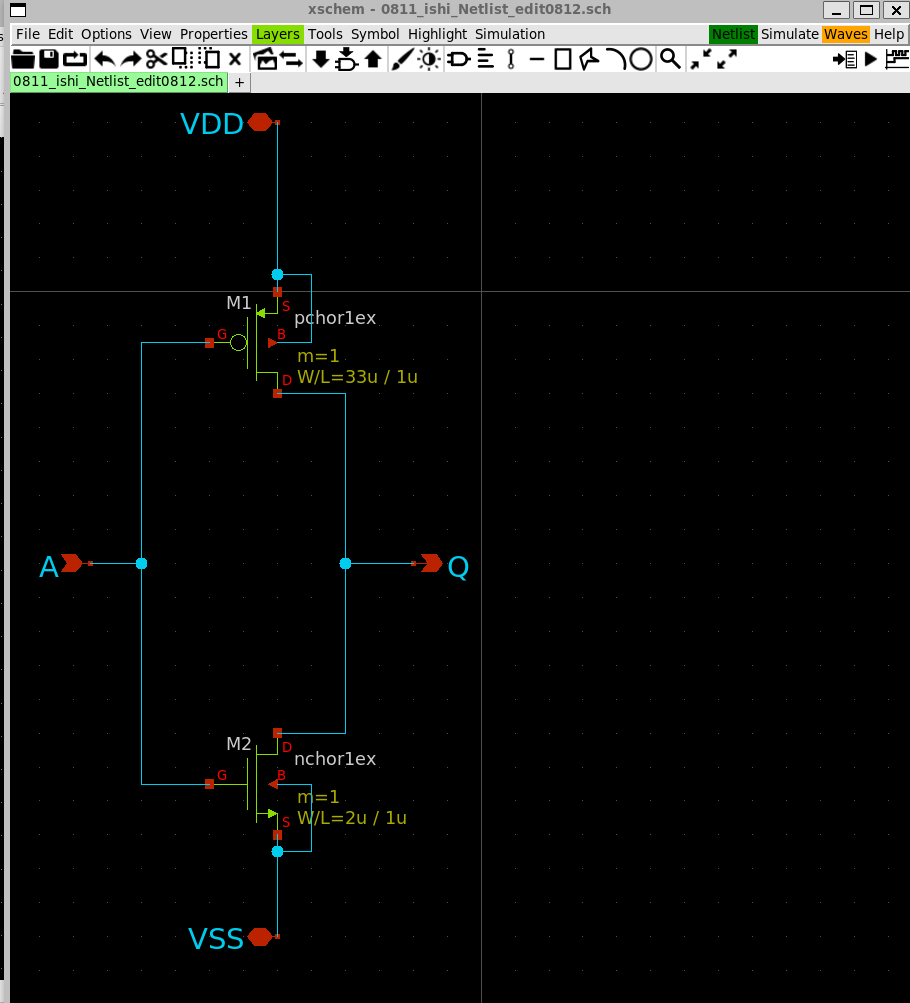 xschem - 0811_ishi_Netlist_edit0812.sch
File Edit Options View Properties Layers Tools Symbol Highlight Simulation Netlist Simulate Waves Help
0811_ishi_Netlist_edit0812.sch +
VDD
M1
S
pchor1ex
G
B
m=1
D
W/L=33u / 1u
A
Q
M2
D
nchor1ex
G
B
m=1
W/L=2u / 1u
S
VSS